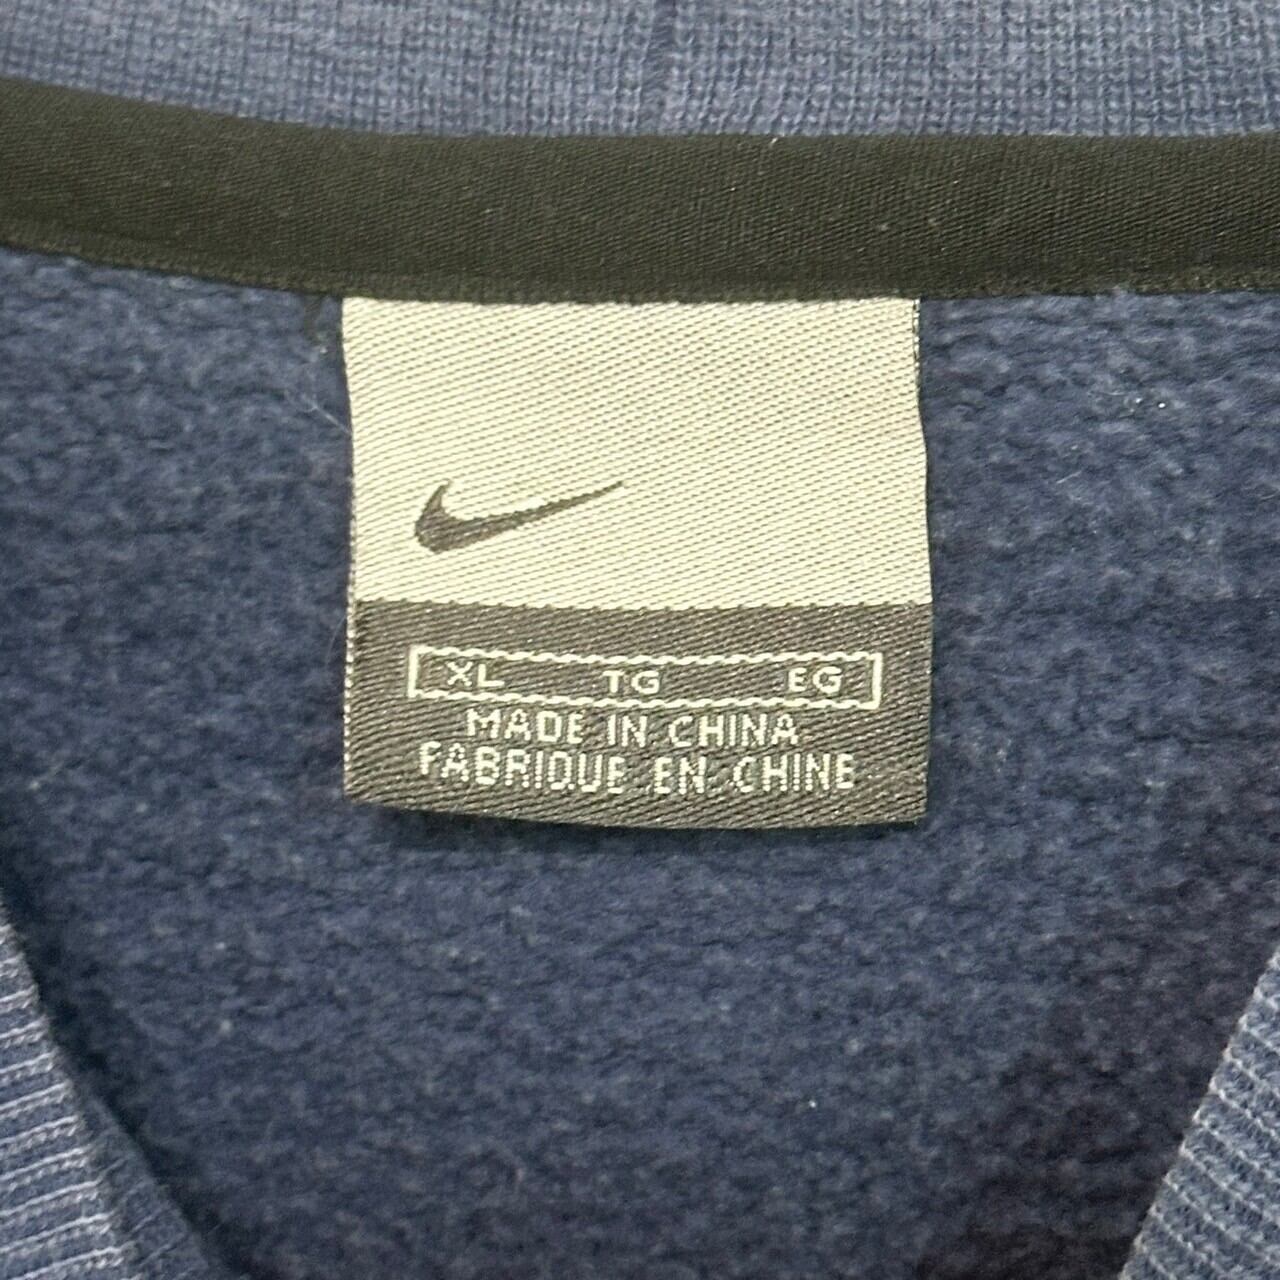 XL TG EG
MADE IN CHINA
FABRIQUE EN CHINE